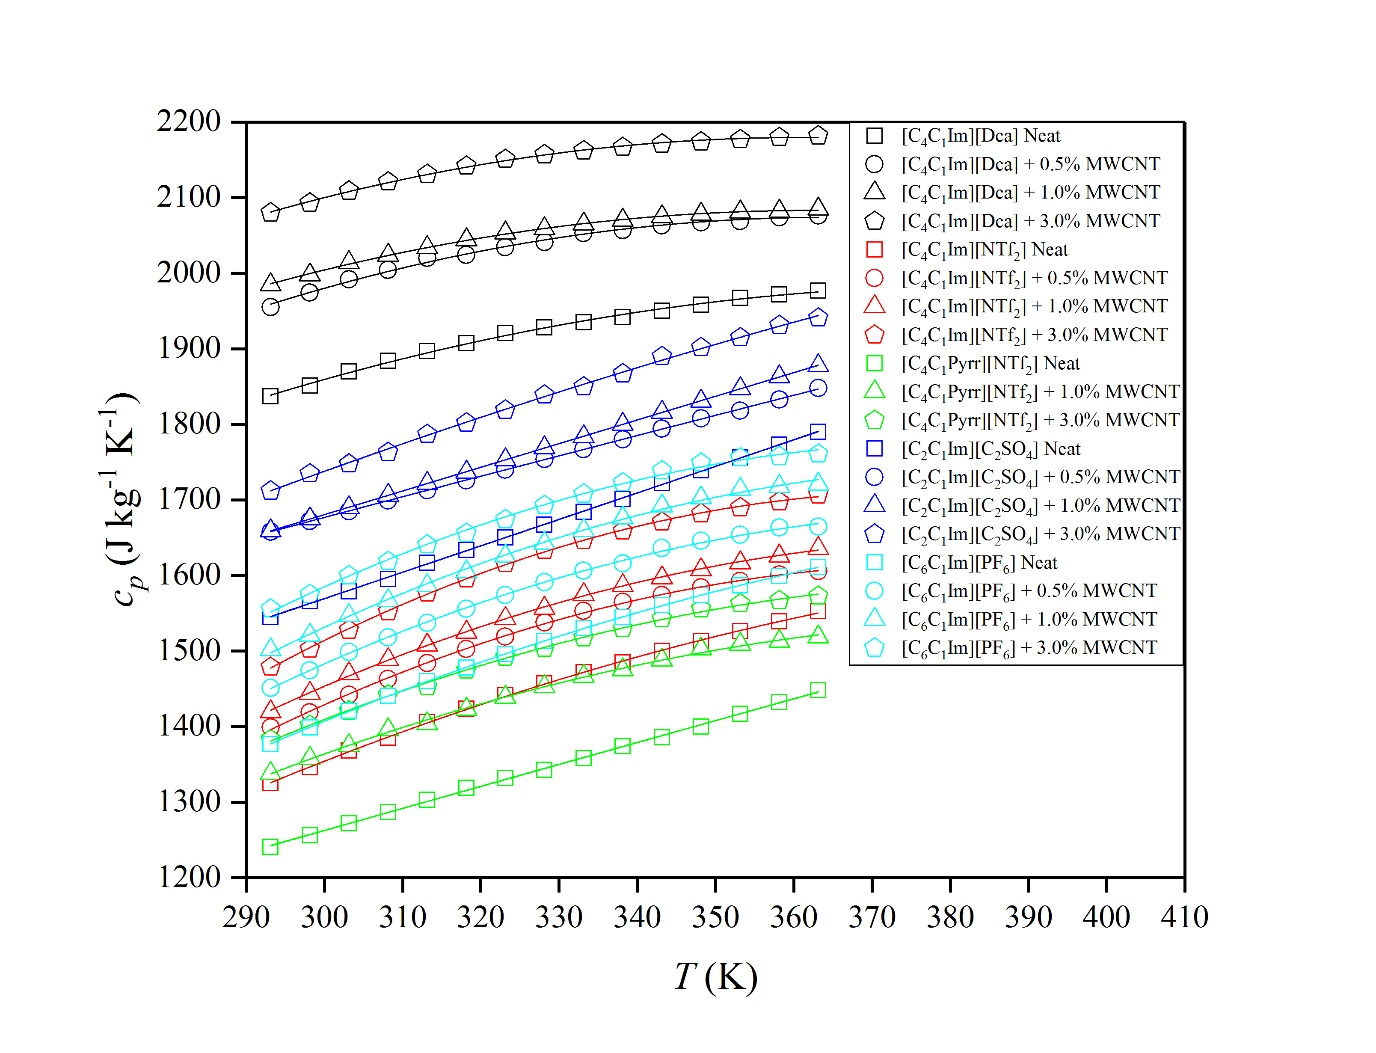 2200
2100
2000
1900
1800
1700
1600
1500
1400
1300
1200
290 300 310 320 330 340 350 360 370 380 390 400 410
c_p (J kg^-1 K^-1)
T (K)
[C4C1Im][Dca] Neat
[C4C1Im][Dca] + 0.5% MWCNT
[C4C1Im][Dca] + 1.0% MWCNT
[C4C1Im][Dca] + 3.0% MWCNT
[C4C1Im][NTf2] Neat
[C4C1Im][NTf2] + 0.5% MWCNT
[C4C1Im][NTf2] + 1.0% MWCNT
[C4C1Im][NTf2] + 3.0% MWCNT
[C4C1Pyrr][NTf2] Neat
[C4C1Pyrr][NTf2] + 1.0% MWCNT
[C4C1Pyrr][NTf2] + 3.0% MWCNT
[C2C1Im][C2SO4] Neat
[C2C1Im][C2SO4] + 0.5% MWCNT
[C2C1Im][C2SO4] + 1.0% MWCNT
[C2C1Im][C2SO4] + 3.0% MWCNT
[C6C1Im][PF6] Neat
[C6C1Im][PF6] + 0.5% MWCNT
[C6C1Im][PF6] + 1.0% MWCNT
[C6C1Im][PF6] + 3.0% MWCNT